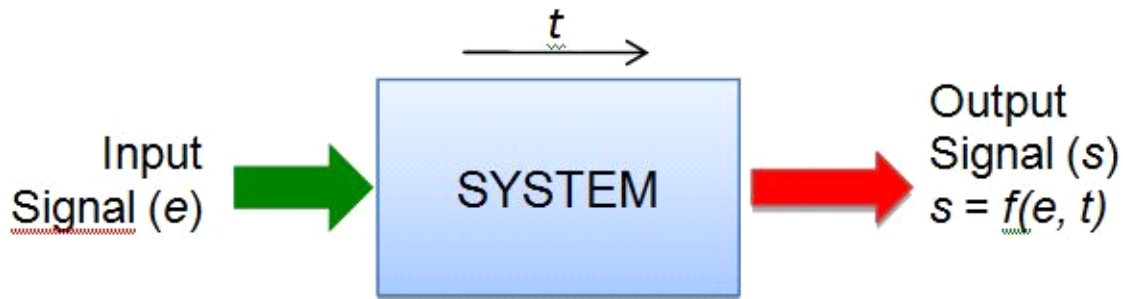 t
Input
Signal (e)
SYSTEM
Output
Signal (s)
s = f(e, t)